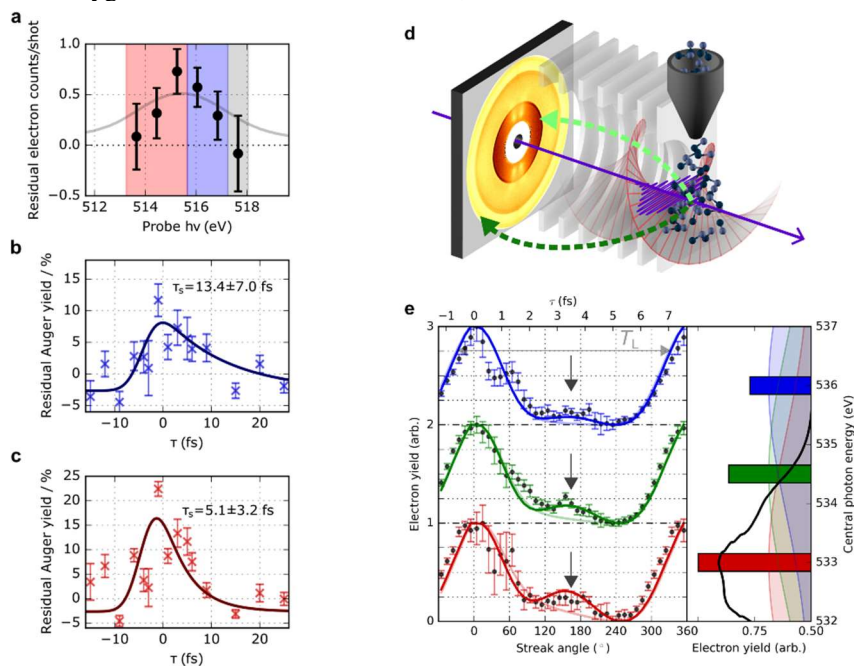 a
Residual electron counts/shot
1.0
0.5
0.0
−0.5
512 514 516 518
Probe hν (eV)
b
Residual Auger yield / %
15
10
5
0
−5
τₛ=13.4±7.0 fs
−10 0 10 20
τ (fs)
c
Residual Auger yield / %
25
20
15
10
5
0
−5
τₛ=5.1±3.2 fs
−10 0 10 20
τ (fs)
d
e
τ (fs)
−1 0 1 2 3 4 5 6 7
Electron yield (arb.)
3
2
1
0
T_L
0 60 120 180 240 300 360
Streak angle (°)
537
536
535
534
533
532
Central photon energy (eV)
0.75 0.50
Electron yield (arb.)